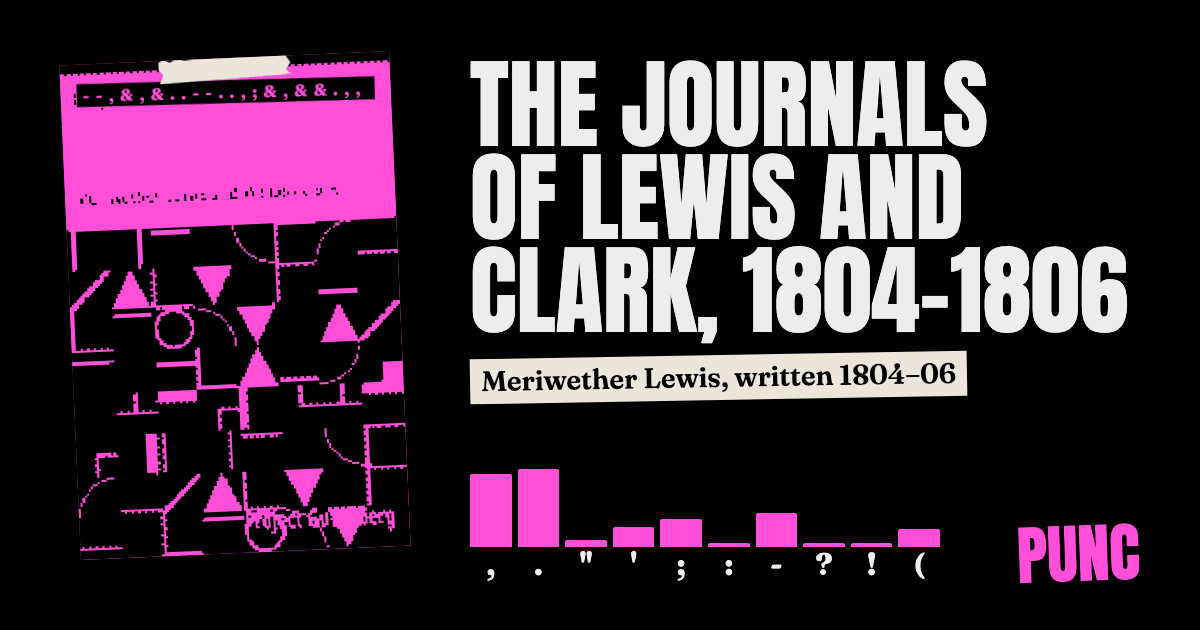 --,&,&..--..,;&,&&.,,
THE JOURNALS
OF LEWIS AND
CLARK, 1804–1806
Meriwether Lewis, written 1804–06
, . " ' ; : - ? ! (
Project Gutenberg
PUNC